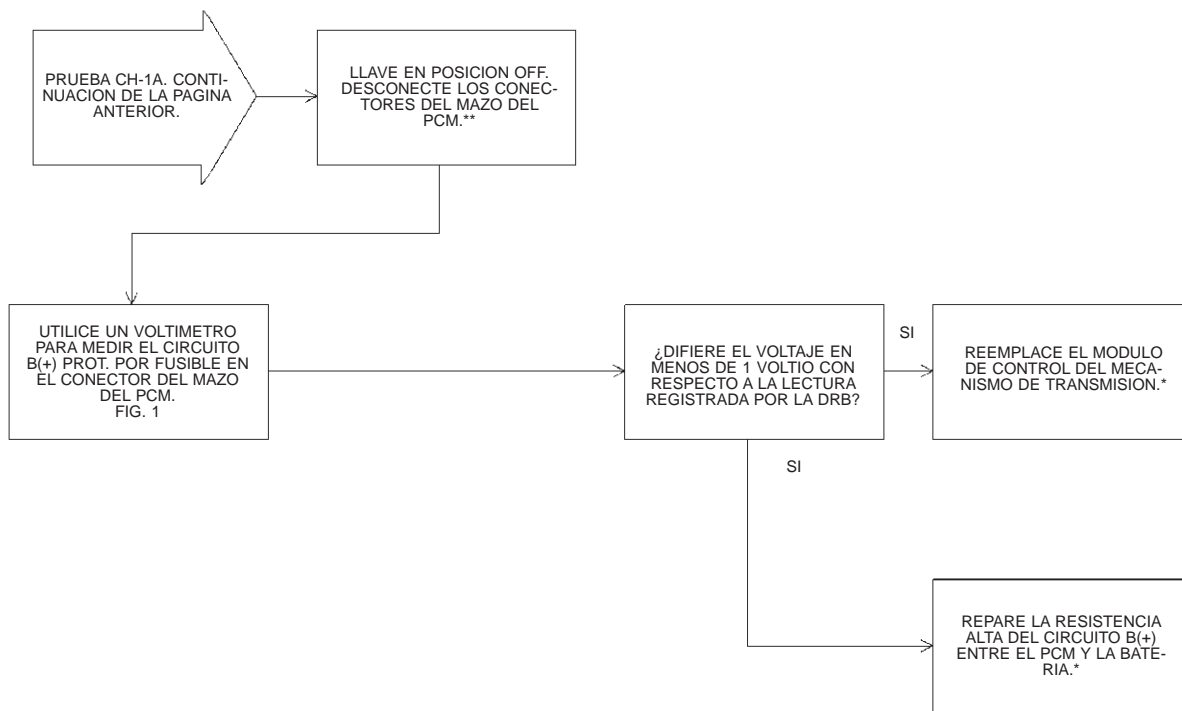 PRUEBA CH-1A. CONTI-
NUACION DE LA PAGINA
ANTERIOR.
LLAVE EN POSICION OFF.
DESCONECTE LOS CONEC-
TORES DEL MAZO DEL
PCM.**
UTILICE UN VOLTIMETRO
PARA MEDIR EL CIRCUITO
B(+) PROT. POR FUSIBLE EN
EL CONECTOR DEL MAZO
DEL PCM.
FIG. 1
¿DIFIERE EL VOLTAJE EN
MENOS DE 1 VOLTIO CON
RESPECTO A LA LECTURA
REGISTRADA POR LA DRB?
SI
REEMPLACE EL MODULO
DE CONTROL DEL MECA-
NISMO DE TRANSMISION.*
SI
REPARE LA RESISTENCIA
ALTA DEL CIRCUITO B(+)
ENTRE EL PCM Y LA BATE-
RIA.*